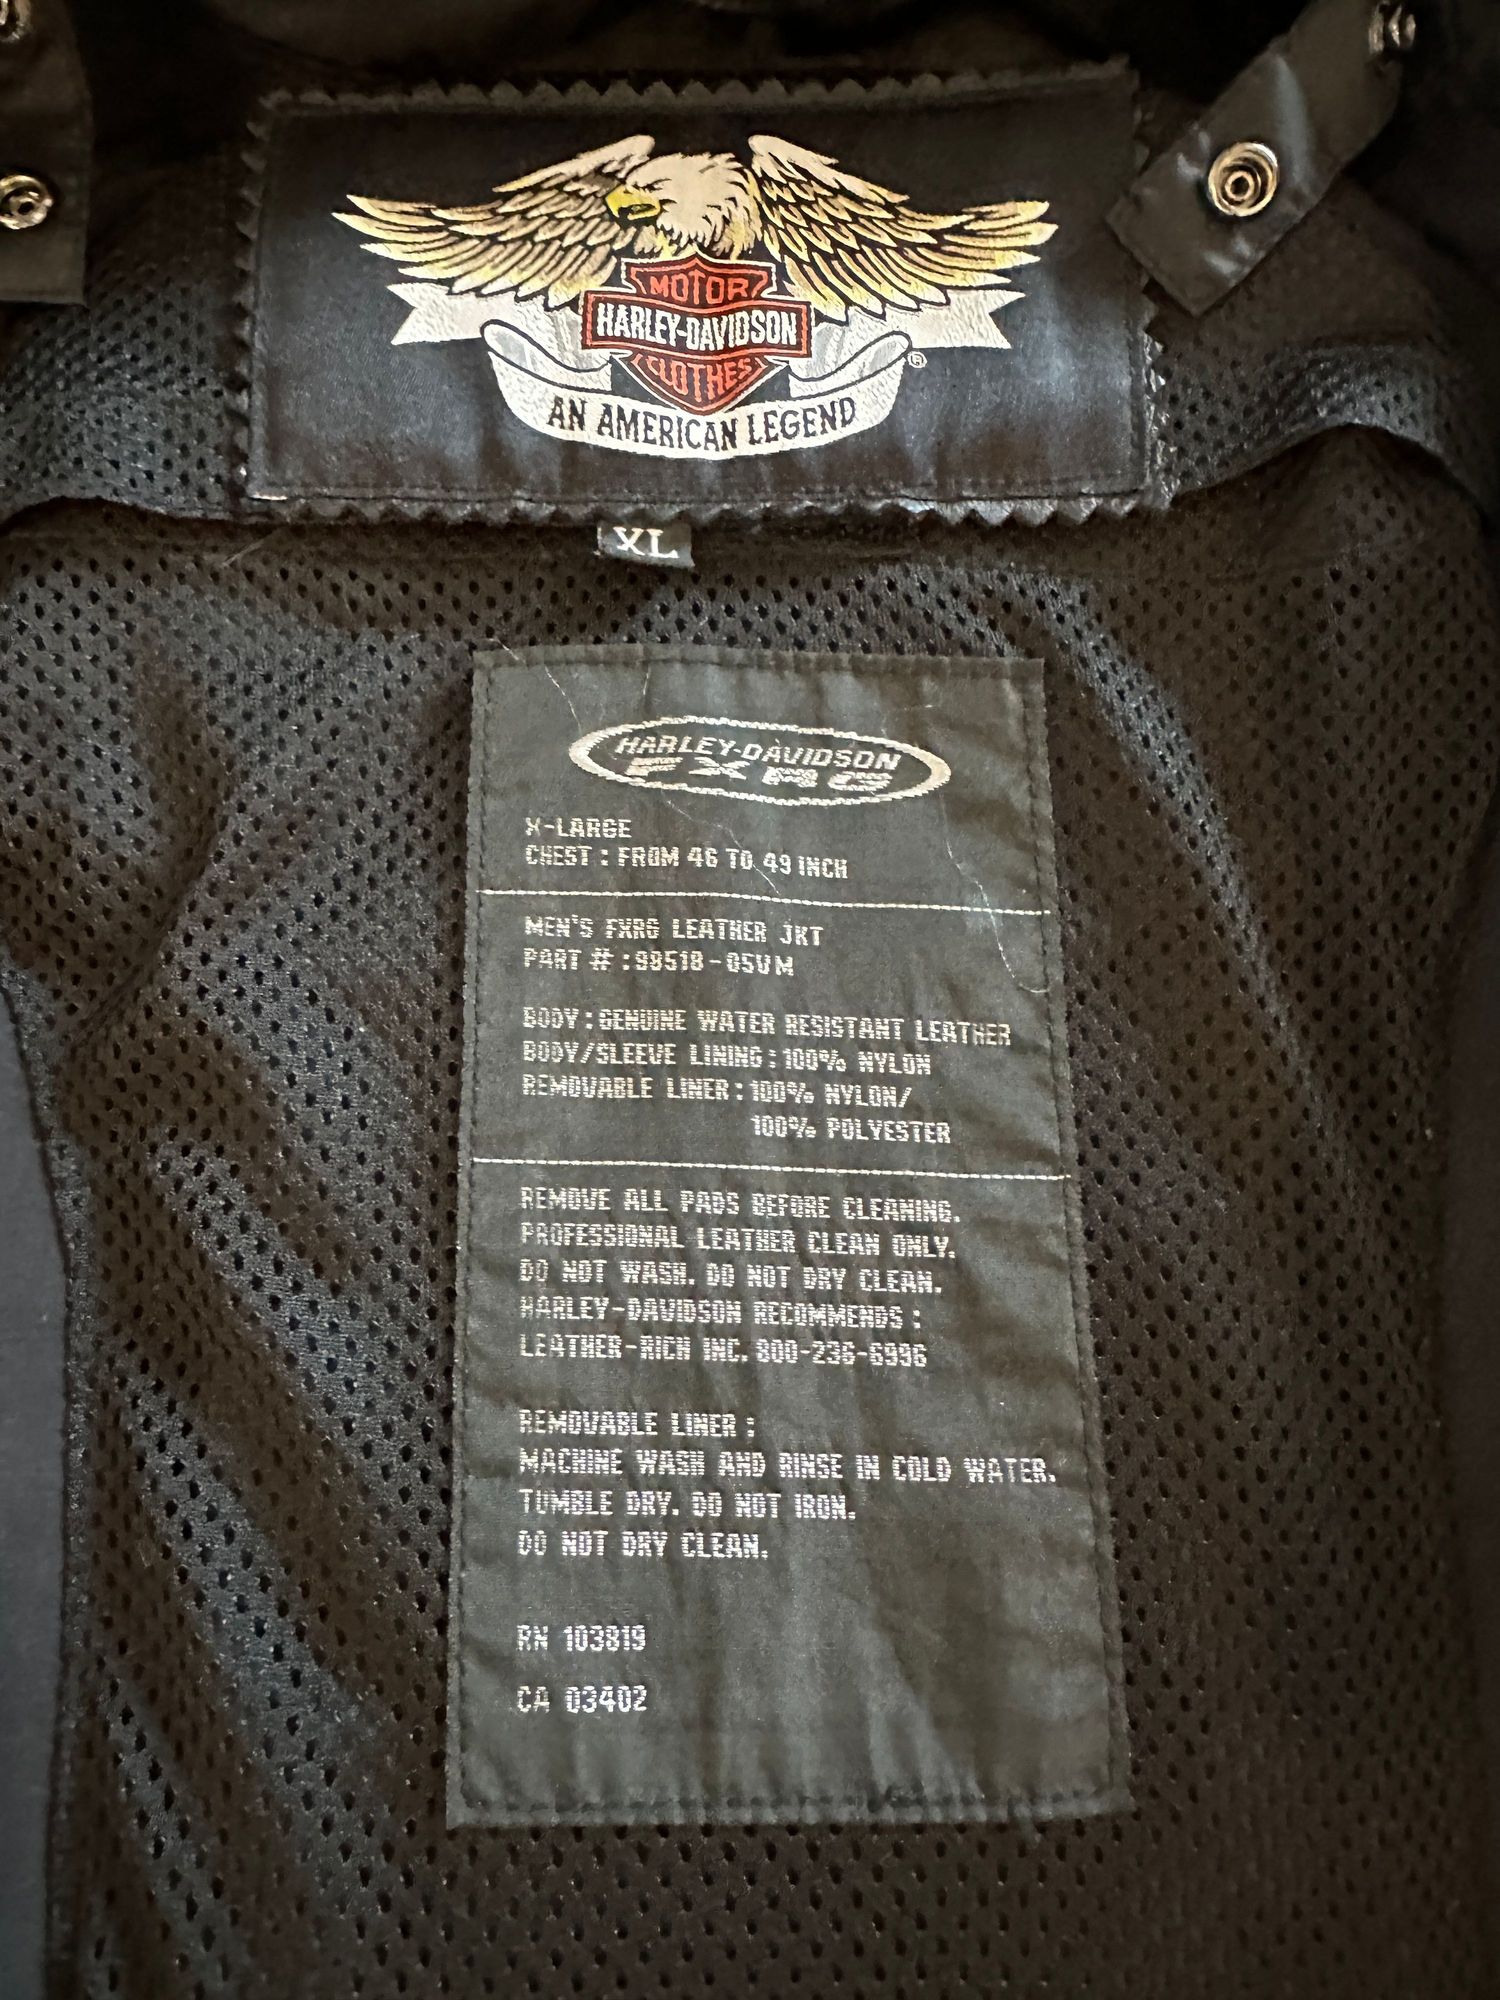 MOTOR
HARLEY-DAVIDSON
CLOTHES
®
AN AMERICAN LEGEND
XL
HARLEY-DAVIDSON
FXRG
X-LARGE
CHEST : FROM 46 TO 49 INCH
MEN'S FXRG LEATHER JKT
PART # : 98518-05VM
BODY : GENUINE WATER RESISTANT LEATHER
BODY/SLEEVE LINING : 100% NYLON
REMOVABLE LINER : 100% NYLON/
100% POLYESTER
REMOVE ALL PADS BEFORE CLEANING.
PROFESSIONAL LEATHER CLEAN ONLY.
DO NOT WASH. DO NOT DRY CLEAN.
HARLEY-DAVIDSON RECOMMENDS :
LEATHER-RICH INC. 800-236-6996
REMOVABLE LINER :
MACHINE WASH AND RINSE IN COLD WATER.
TUMBLE DRY. DO NOT IRON.
DO NOT DRY CLEAN.
RN 103819
CA 03402